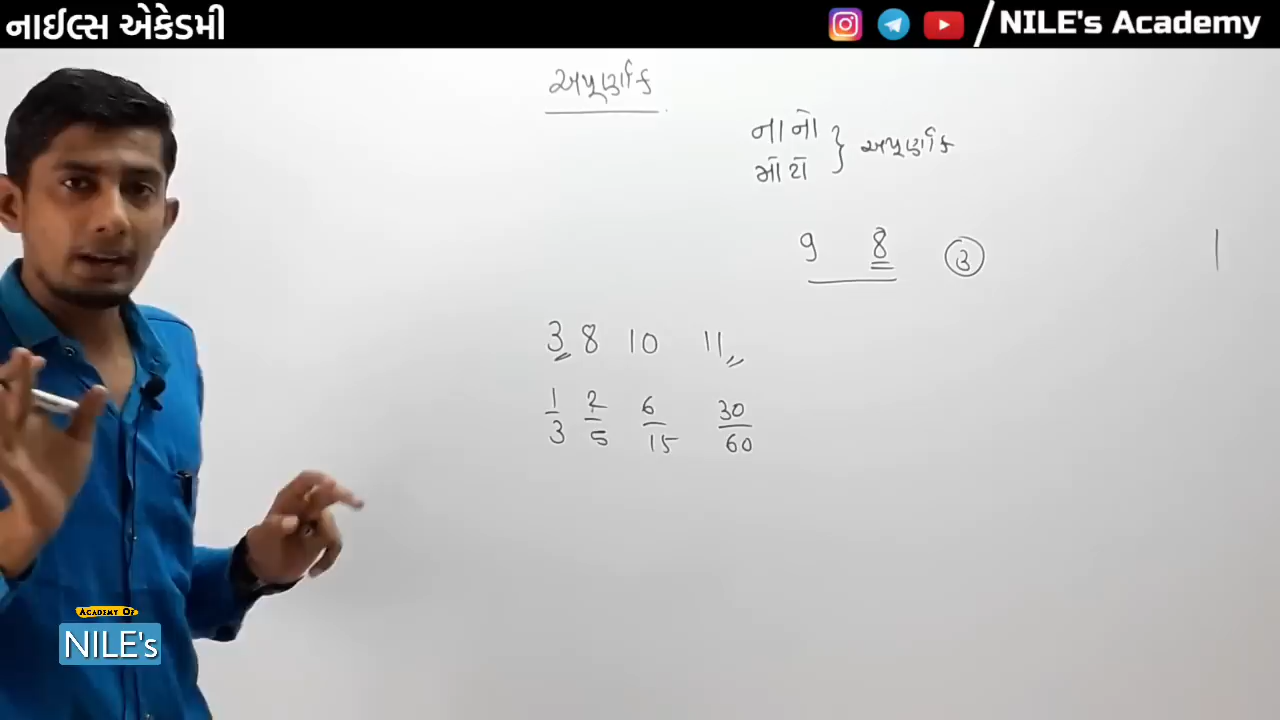 નાઈલ્સ એકેડમી
NILE's Academy
અપૂર્ણાંક
નાનો
મોટો } અપૂર્ણાંક
9 8 3
3 8 10 11
1/3 2/5 6/15 30/60
ACADEMY OF
NILE's